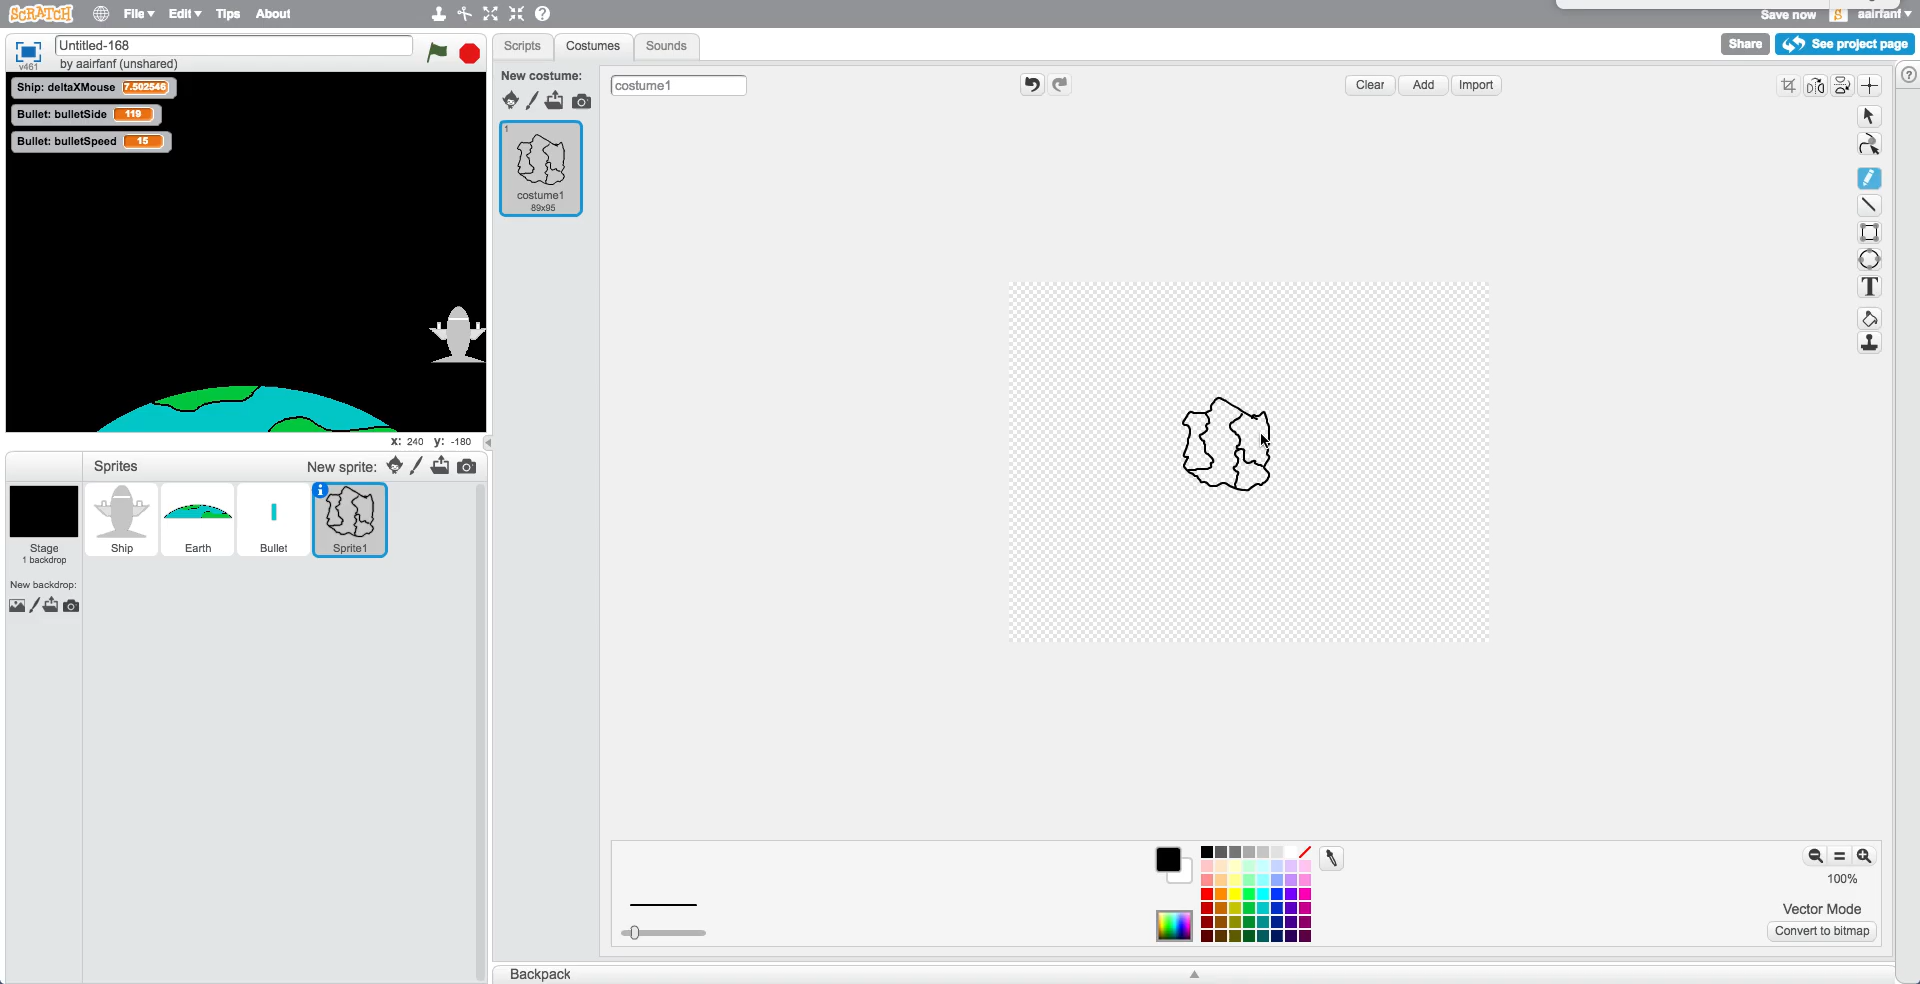 SCRATCH File Edit Tips About Save now aairfanf
Untitled-168
by aairfanf (unshared)
v461
Scripts Costumes Sounds Share See project page
New costume:
costume1 Clear Add Import
Ship: deltaXMouse 7.502546
Bullet: bulletSide 119
Bullet: bulletSpeed 15
1
costume1
89x95
T
x: 240 y: -180
Sprites New sprite:
Ship Earth Bullet Sprite1
Stage
1 backdrop
New backdrop:
100%
Vector Mode
Convert to bitmap
Backpack